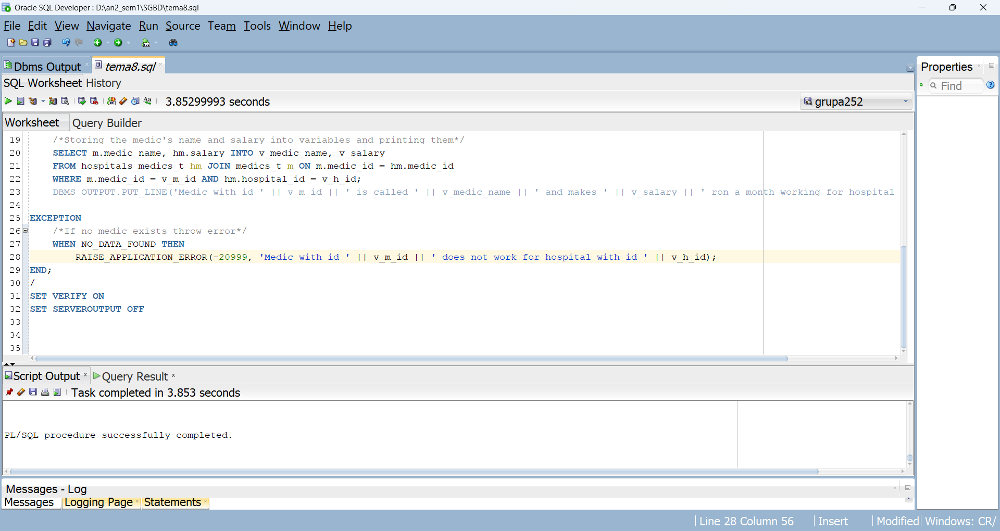 Oracle SQL Developer : D:\an2_sem1\SGBD\tema8.sql
File Edit View Navigate Run Source Team Tools Window Help
Dbms Output tema8.sql
Properties
SQL Worksheet History
Find
3.85299993 seconds
grupa252
Worksheet Query Builder
19 /*Storing the medic's name and salary into variables and printing them*/
20 SELECT m.medic_name, hm.salary INTO v_medic_name, v_salary
21 FROM hospitals_medics_t hm JOIN medics_t m ON m.medic_id = hm.medic_id
22 WHERE m.medic_id = v_m_id AND hm.hospital_id = v_h_id;
23 DBMS_OUTPUT.PUT_LINE('Medic with id ' || v_m_id || ' is called ' || v_medic_name || ' and makes ' || v_salary || ' ron a month working for hospital
24
25 EXCEPTION
26 /*If no medic exists throw error*/
27 WHEN NO_DATA_FOUND THEN
28 RAISE_APPLICATION_ERROR(-20999, 'Medic with id ' || v_m_id || ' does not work for hospital with id ' || v_h_id);
29 END;
30 /
31 SET VERIFY ON
32 SET SERVEROUTPUT OFF
33
34
35
Script Output Query Result
Task completed in 3.853 seconds
PL/SQL procedure successfully completed.
Messages - Log
Messages Logging Page Statements
Line 28 Column 56 Insert Modified Windows: CR/